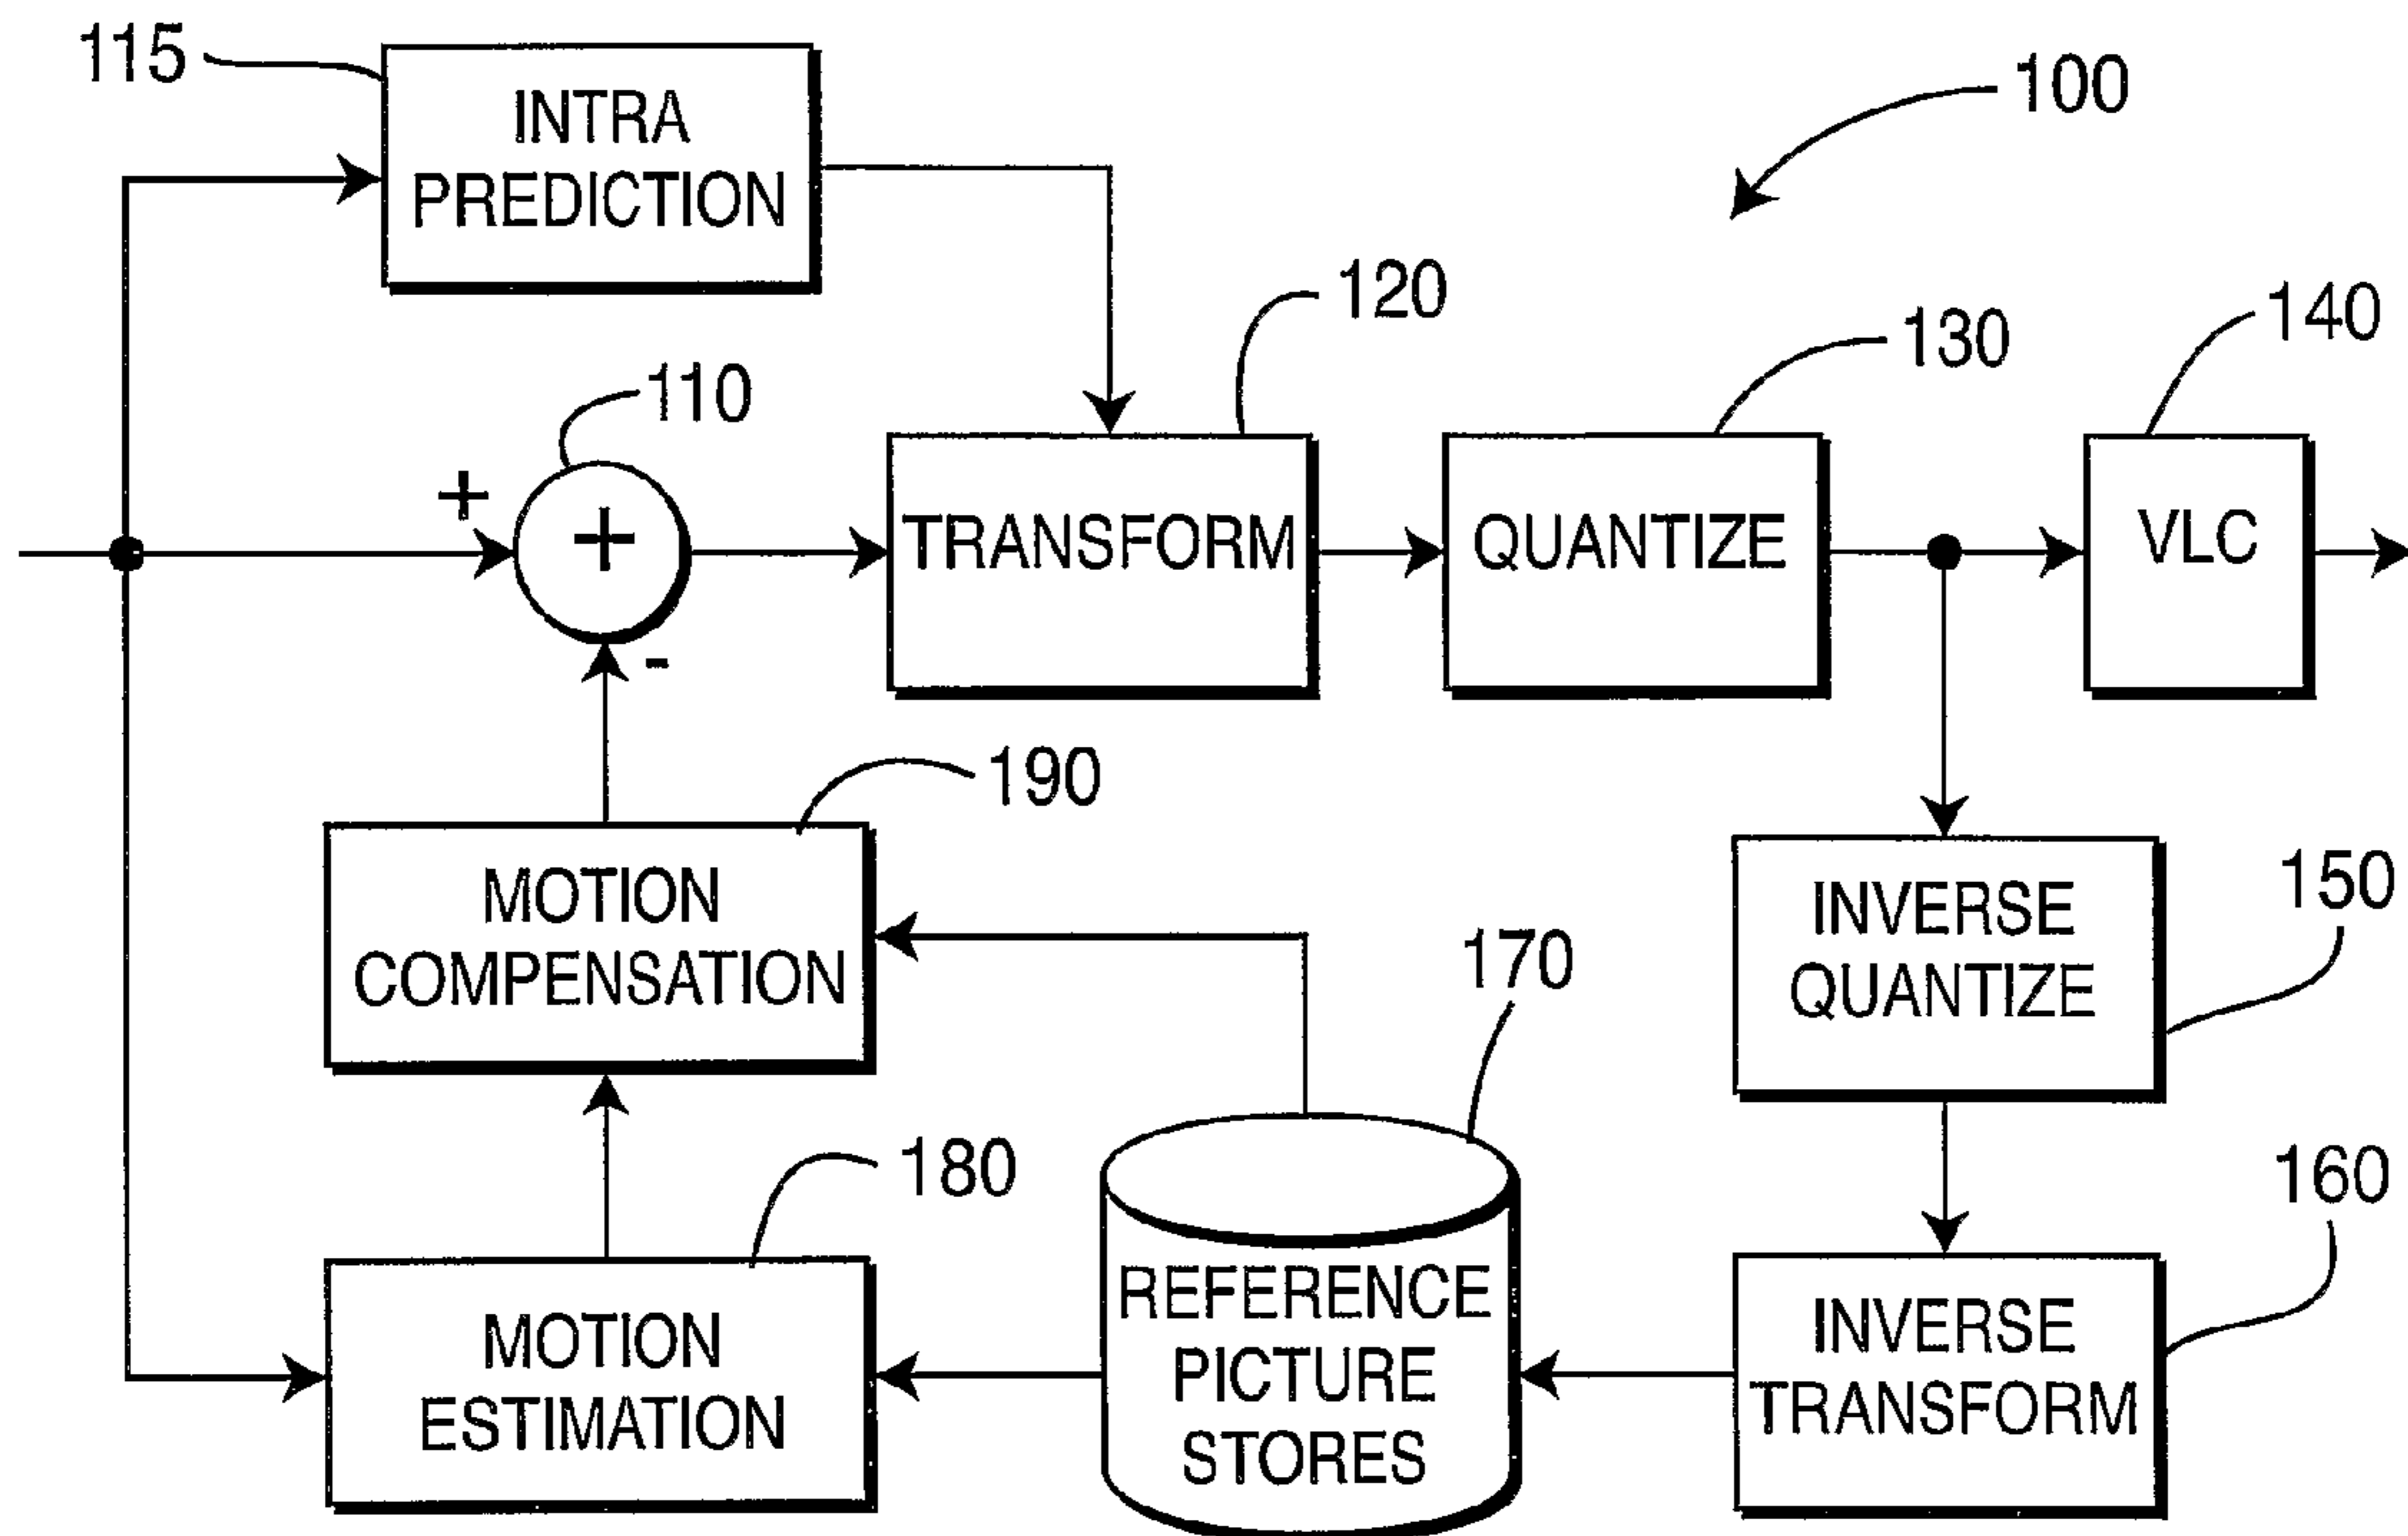 115
INTRA
PREDICTION
100
120
130
140
110
+
+
TRANSFORM
QUANTIZE
VLC
-
190
MOTION
COMPENSATION
150
INVERSE
QUANTIZE
170
180
160
REFERENCE
PICTURE
STORES
MOTION
ESTIMATION
INVERSE
TRANSFORM